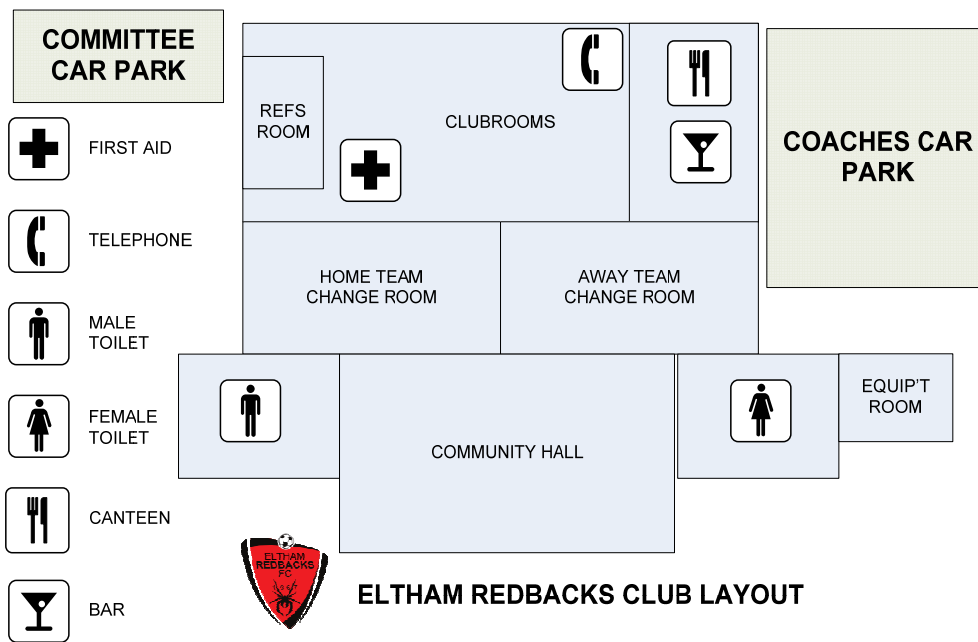 COMMITTEE
CAR PARK
REFS
ROOM
CLUBROOMS
COACHES CAR
PARK
FIRST AID
TELEPHONE
HOME TEAM
CHANGE ROOM
AWAY TEAM
CHANGE ROOM
MALE
TOILET
EQUIP'T
ROOM
FEMALE
TOILET
COMMUNITY HALL
CANTEEN
ELTHAM
REDBACKS
FC
ELTHAM REDBACKS CLUB LAYOUT
BAR